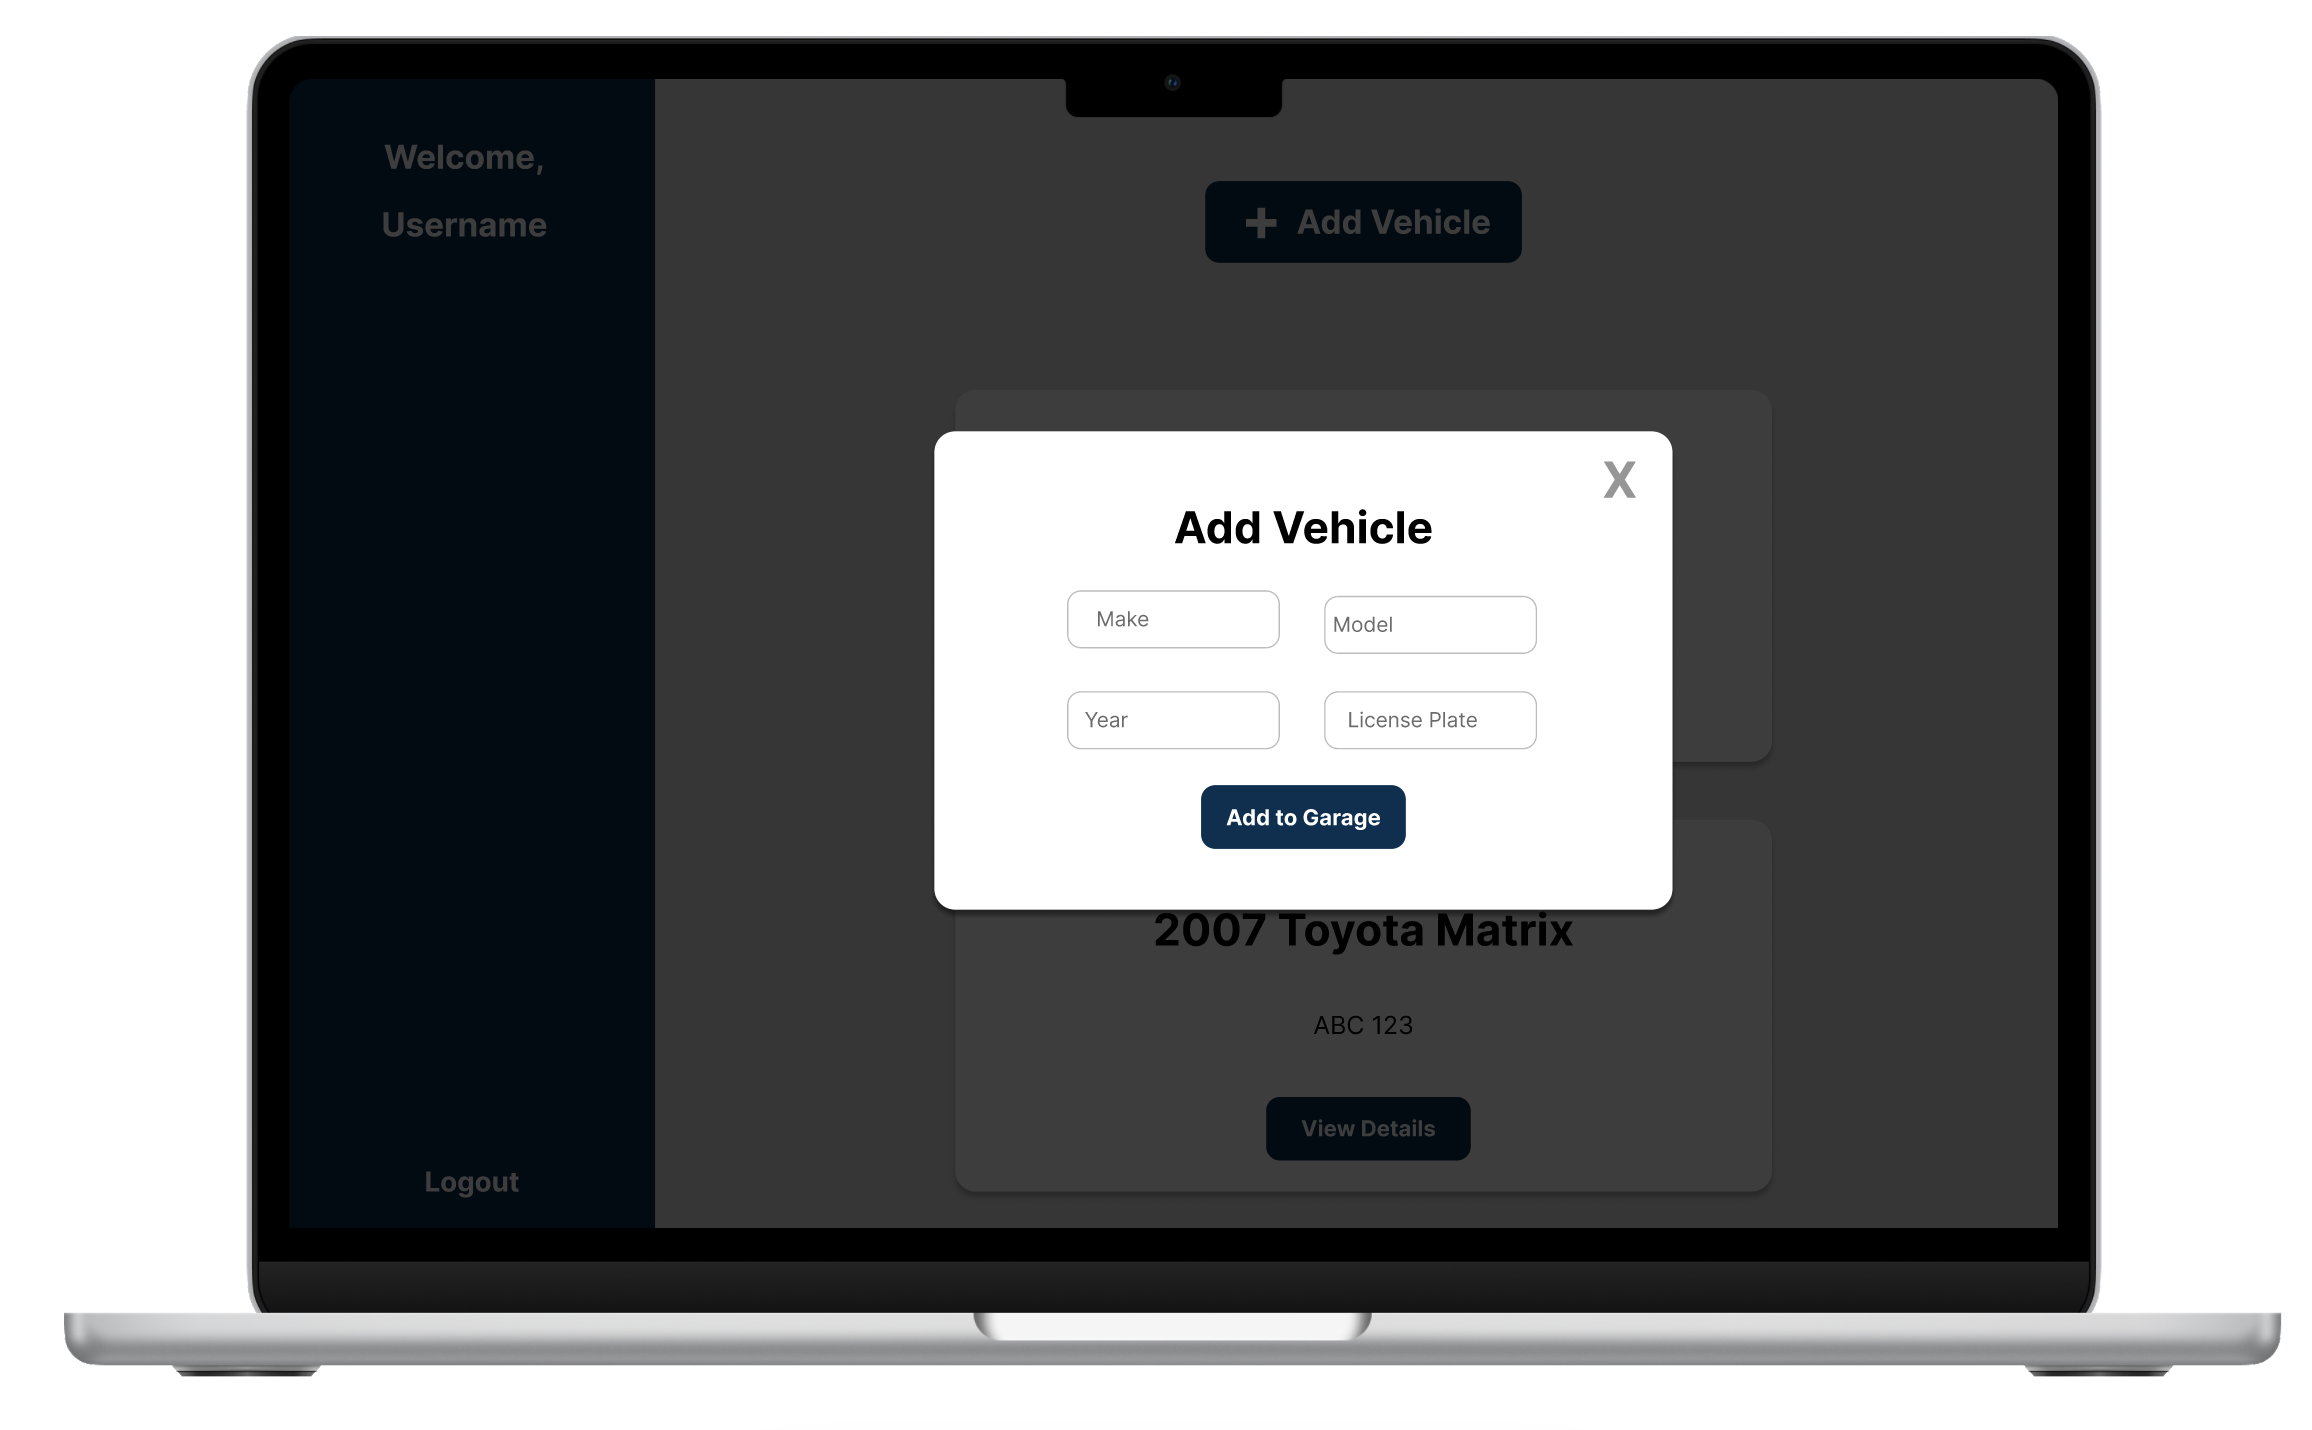 Welcome,
Username
+ Add Vehicle
X
Add Vehicle
Make
Model
Year
License Plate
Add to Garage
2007 Toyota Matrix
ABC 123
View Details
Logout